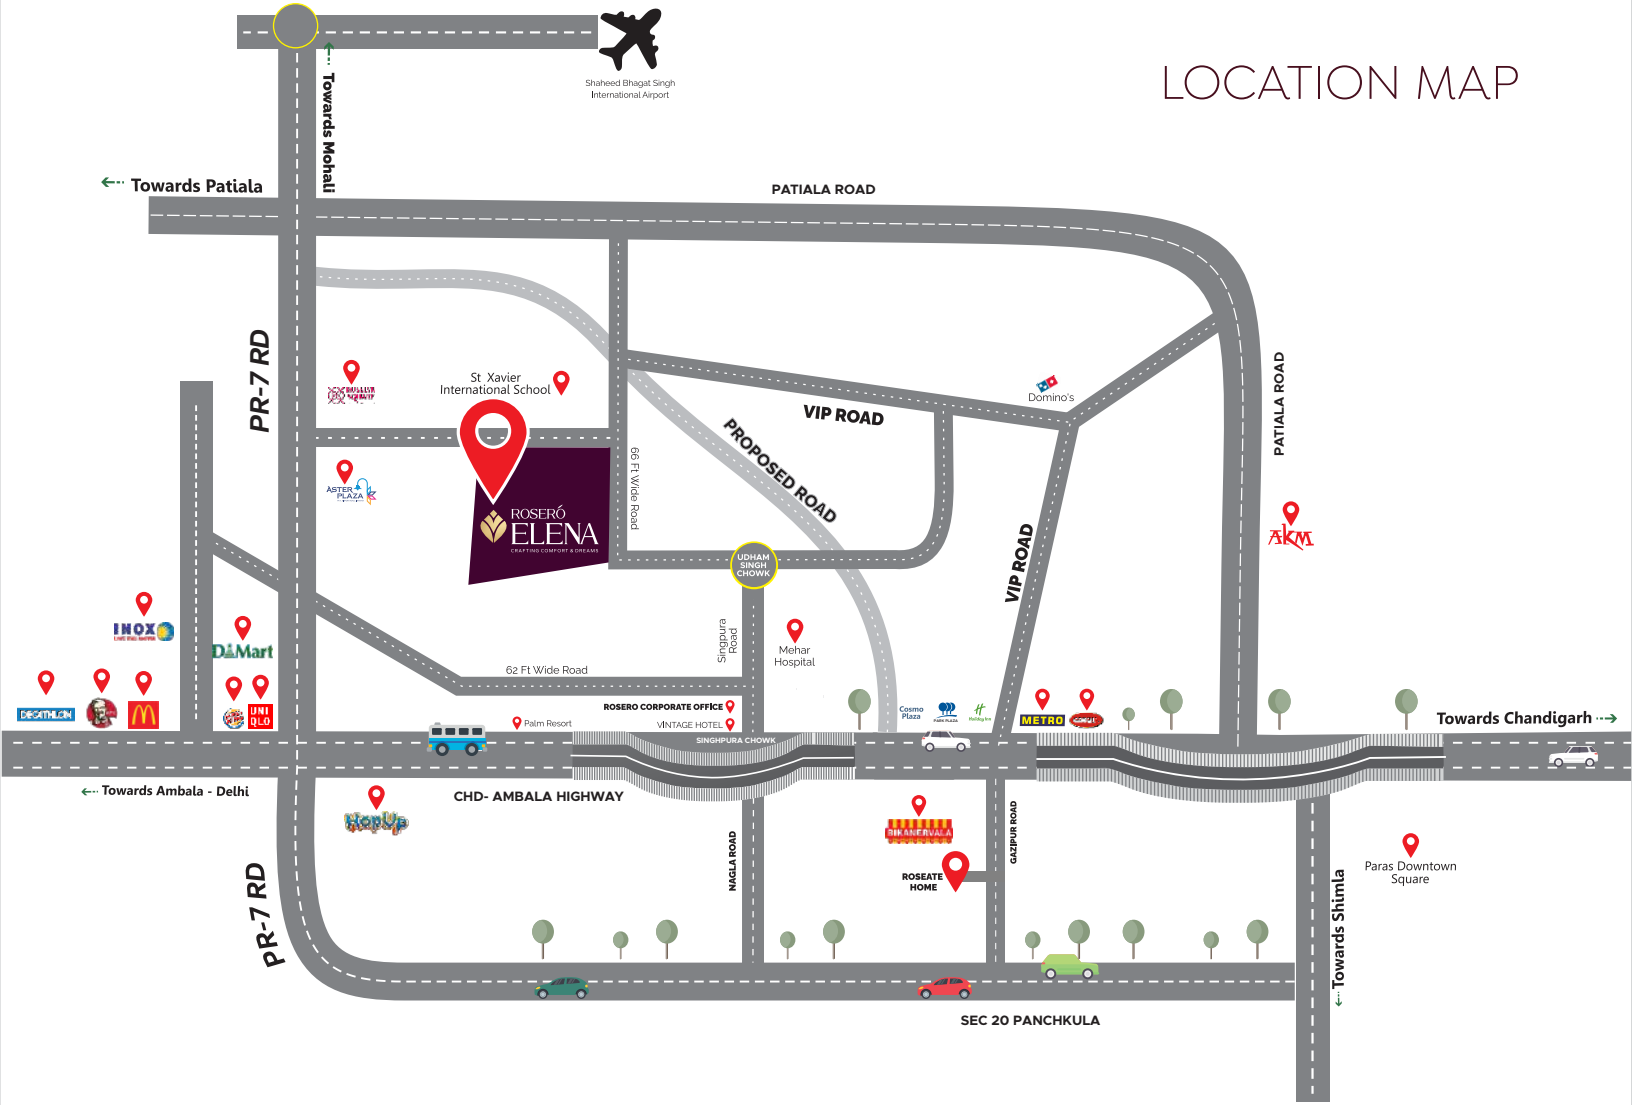 Shaheed Bhagat Singh
International Airport
LOCATION MAP
Towards Mohali
Towards Patiala
PATIALA ROAD
PR-7 RD
St Xavier
International School
Domino's
VIP ROAD
PATIALA ROAD
PROPOSED ROAD
66 Ft Wide Road
ASTER
PLAZA
ROSERÓ
ELENA
CRAFTING COMFORT & DREAMS
AKM
UDHAM
SINGH
CHOWK
VIP ROAD
INOX
D Mart
Singpura
Road
Mehar
Hospital
62 Ft Wide Road
DECATHLON
UNI
QLO
ROSERO CORPORATE OFFICE
VINTAGE HOTEL
Palm Resort
SINGHPURA CHOWK
Cosmo
Plaza
PARK PLAZA
Holiday Inn
METRO
Towards Chandigarh
Towards Ambala - Delhi
CHD- AMBALA HIGHWAY
HopUp
NAGLA ROAD
BIKANERVALA
GAZIPUR ROAD
ROSEATE
HOME
Paras Downtown
Square
PR-7 RD
Towards Shimla
SEC 20 PANCHKULA